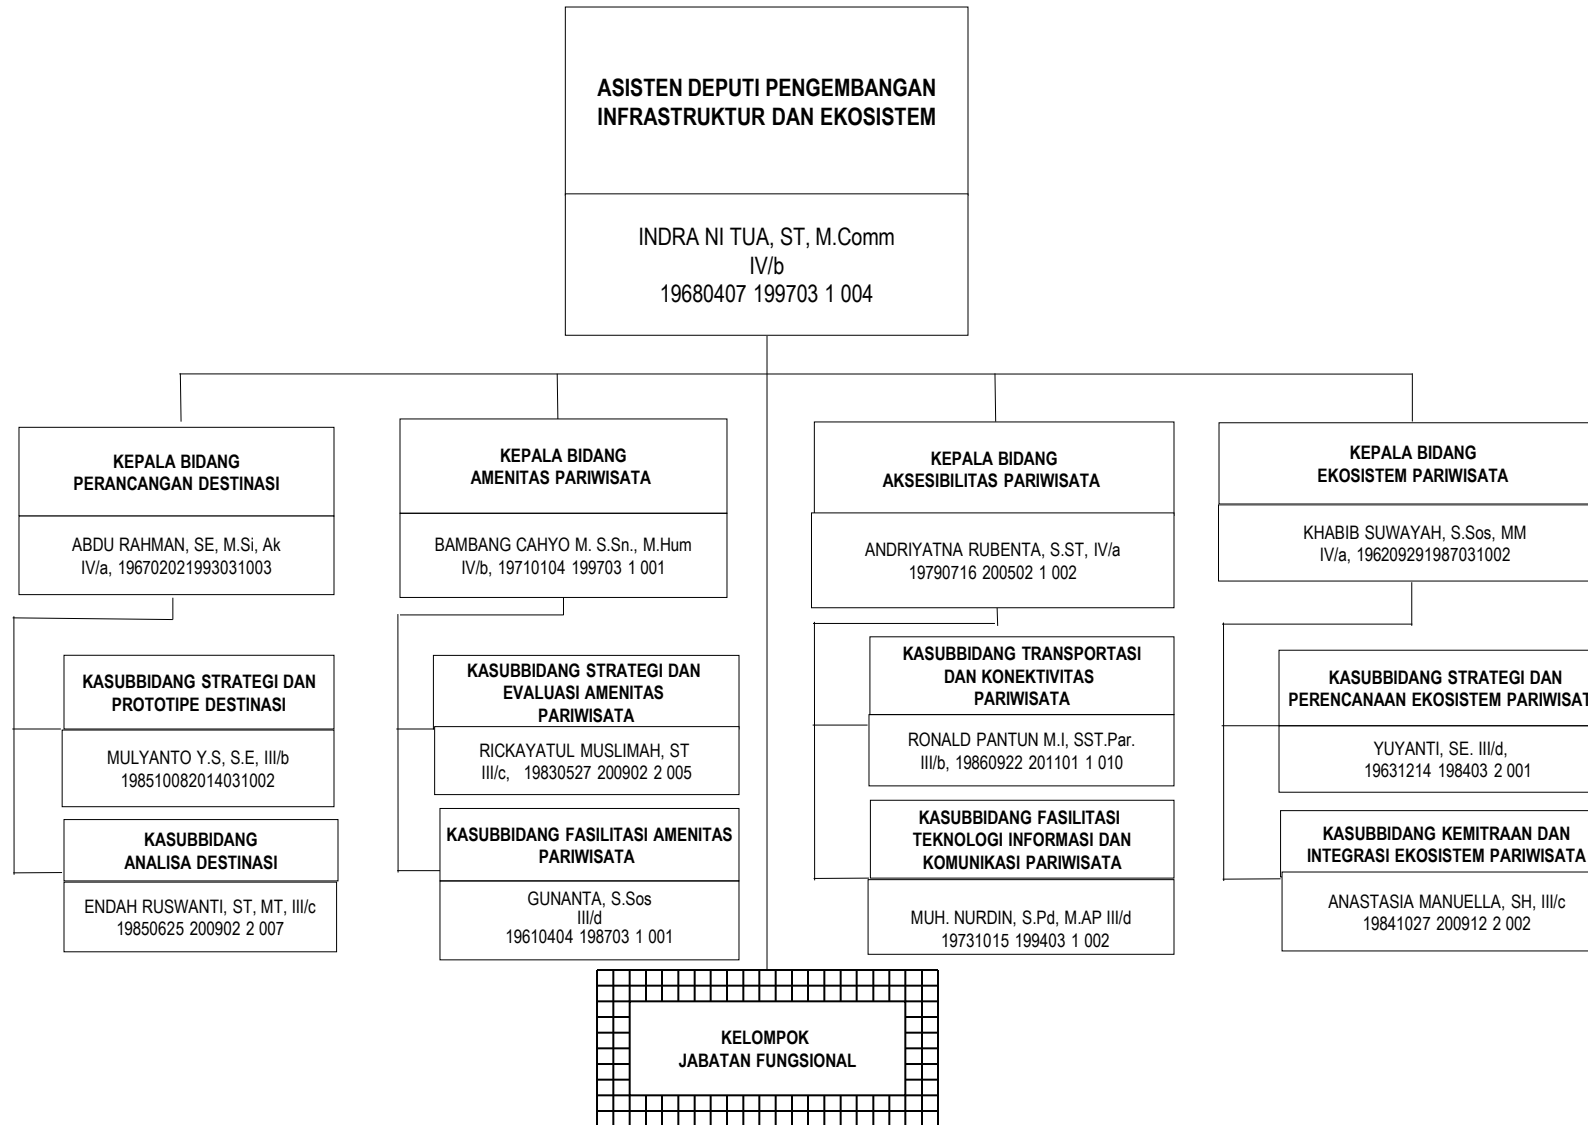 ASISTEN DEPUTI PENGEMBANGAN
INFRASTRUKTUR DAN EKOSISTEM
INDRA NI TUA, ST, M.Comm
IV/b
19680407 199703 1 004
KEPALA BIDANG
PERANCANGAN DESTINASI
ABDU RAHMAN, SE, M.Si, Ak
IV/a, 196702021993031003
KASUBBIDANG STRATEGI DAN
PROTOTIPE DESTINASI
MULYANTO Y.S, S.E, III/b
198510082014031002
KASUBBIDANG
ANALISA DESTINASI
ENDAH RUSWANTI, ST, MT, III/c
19850625 200902 2 007
KEPALA BIDANG
AMENITAS PARIWISATA
BAMBANG CAHYO M. S.Sn., M.Hum
IV/b, 19710104 199703 1 001
KASUBBIDANG STRATEGI DAN
EVALUASI AMENITAS
PARIWISATA
RICKAYATUL MUSLIMAH, ST
III/c, 19830527 200902 2 005
KASUBBIDANG FASILITASI AMENITAS
PARIWISATA
GUNANTA, S.Sos
III/d
19610404 198703 1 001
KEPALA BIDANG
AKSESIBILITAS PARIWISATA
ANDRIYATNA RUBENTA, S.ST, IV/a
19790716 200502 1 002
KASUBBIDANG TRANSPORTASI
DAN KONEKTIVITAS
PARIWISATA
RONALD PANTUN M.I, SST.Par.
III/b, 19860922 201101 1 010
KASUBBIDANG FASILITASI
TEKNOLOGI INFORMASI DAN
KOMUNIKASI PARIWISATA
MUH. NURDIN, S.Pd, M.AP III/d
19731015 199403 1 002
KEPALA BIDANG
EKOSISTEM PARIWISATA
KHABIB SUWAYAH, S.Sos, MM
IV/a, 196209291987031002
KASUBBIDANG STRATEGI DAN
PERENCANAAN EKOSISTEM PARIWISAT
YUYANTI, SE. III/d,
19631214 198403 2 001
KASUBBIDANG KEMITRAAN DAN
INTEGRASI EKOSISTEM PARIWISATA
ANASTASIA MANUELLA, SH, III/c
19841027 200912 2 002
KELOMPOK
JABATAN FUNGSIONAL